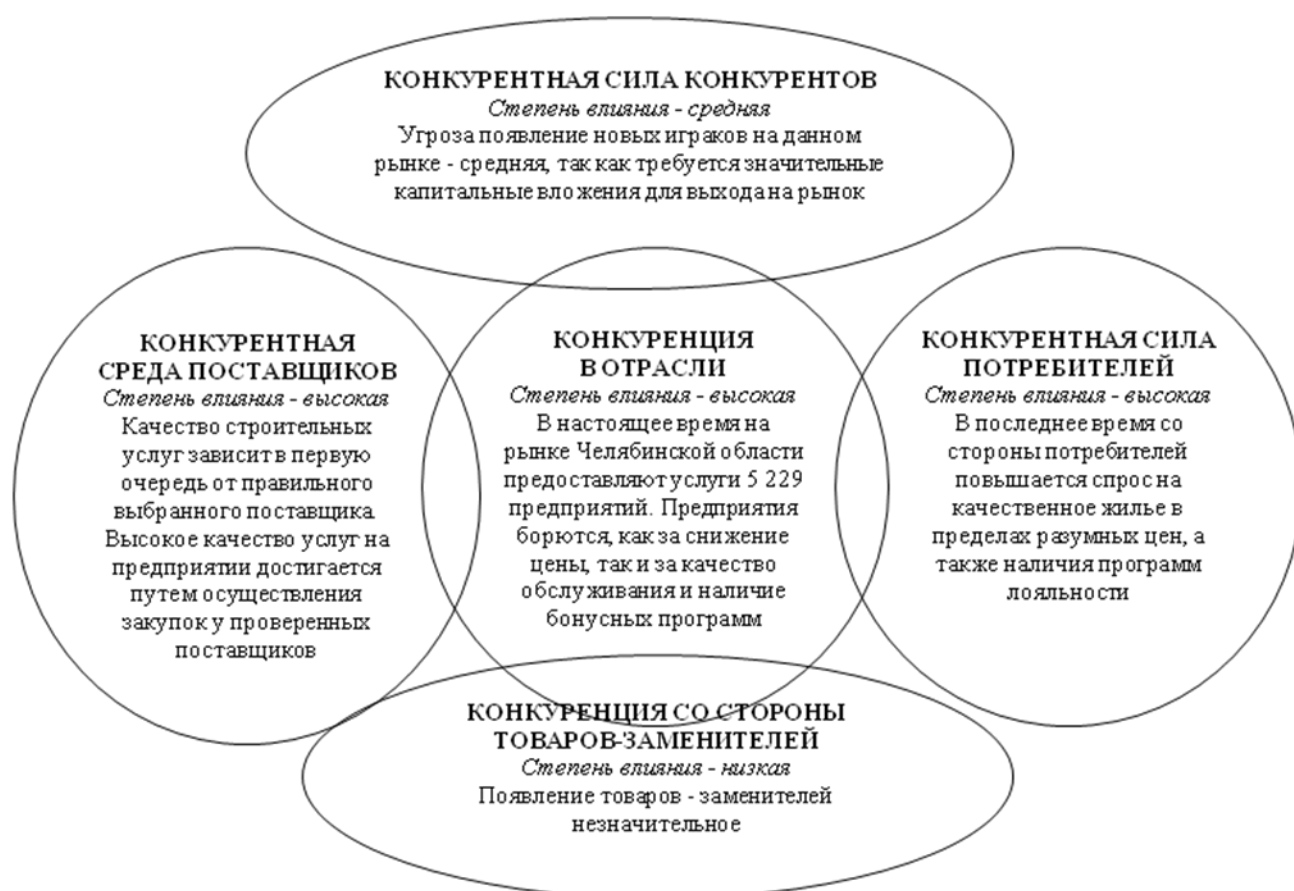 КОНКУРЕНТНАЯ СИЛА КОНКУРЕНТОВ
Степень влияния - средняя
Угроза появление новых играков на данном
рынке - средняя, так как требуется значительные
капитальные вложения для выхода на рынок
КОНКУРЕНТНАЯ
СРЕДА ПОСТАВЩИКОВ
Степень влияния - высокая
Качество строительных
услуг зависит в первую
очередь от правильного
выбранного поставщика
Высокое качество услуг на
предприятии достигается
путем осуществления
закупок у проверенных
поставщиков
КОНКУРЕНЦИЯ
В ОТРАСЛИ
Степень влияния - высокая
В настоящее время на
рынке Челябинской области
предоставляют услуги 5 229
предприятий. Предприятия
борются, как за снижение
цены, так и за качество
обслуживания и наличие
бонусных программ
КОНКУРЕНТНАЯ СИЛА
ПОТРЕБИТЕЛЕЙ
Степень влияния - высокая
В последнее время со
стороны потребителей
повышается спрос на
качественное жилье в
пределах разумных цен, а
также наличия программ
лояльности
КОНКУРЕНЦИЯ СО СТОРОНЫ
ТОВАРОВ-ЗАМЕНИТЕЛЕЙ
Степень влияния - низкая
Появление товаров - заменителей
незначительное